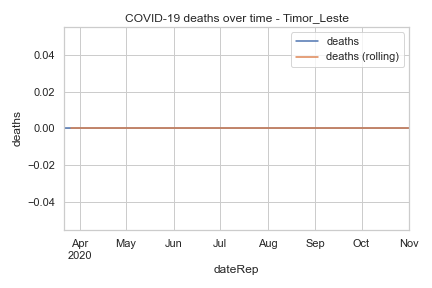 COVID-19 deaths over time - Timor_Leste
deaths
deaths (rolling)
0.04
0.02
0.00
−0.02
−0.04
deaths
Apr May Jun Jul Aug Sep Oct Nov
2020
dateRep